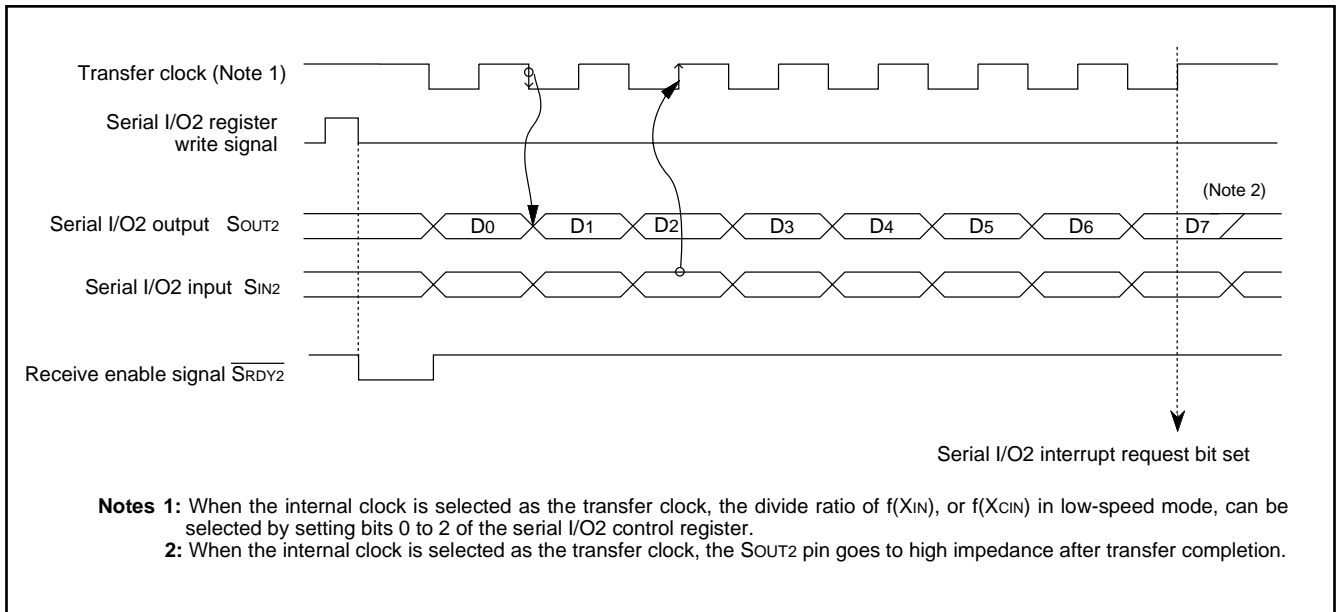 Transfer clock (Note 1)
Serial I/O2 register
write signal
(Note 2)
Serial I/O2 output SOUT2
D0 D1 D2 D3 D4 D5 D6 D7
Serial I/O2 input SIN2
Receive enable signal SRDY2
Serial I/O2 interrupt request bit set
Notes 1: When the internal clock is selected as the transfer clock, the divide ratio of f(XIN), or f(XCIN) in low-speed mode, can be
selected by setting bits 0 to 2 of the serial I/O2 control register.
2: When the internal clock is selected as the transfer clock, the SOUT2 pin goes to high impedance after transfer completion.